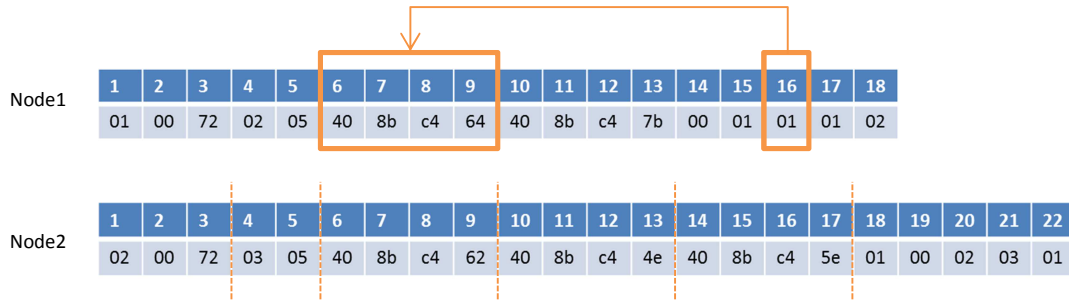 1 2 3 4 5 6 7 8 9 10 11 12 13 14 15 16 17 18
Node1
01 00 72 02 05 40 8b c4 64 40 8b c4 7b 00 01 01 01 02
1 2 3 4 5 6 7 8 9 10 11 12 13 14 15 16 17 18 19 20 21 22
Node2
02 00 72 03 05 40 8b c4 62 40 8b c4 4e 40 8b c4 5e 01 00 02 03 01